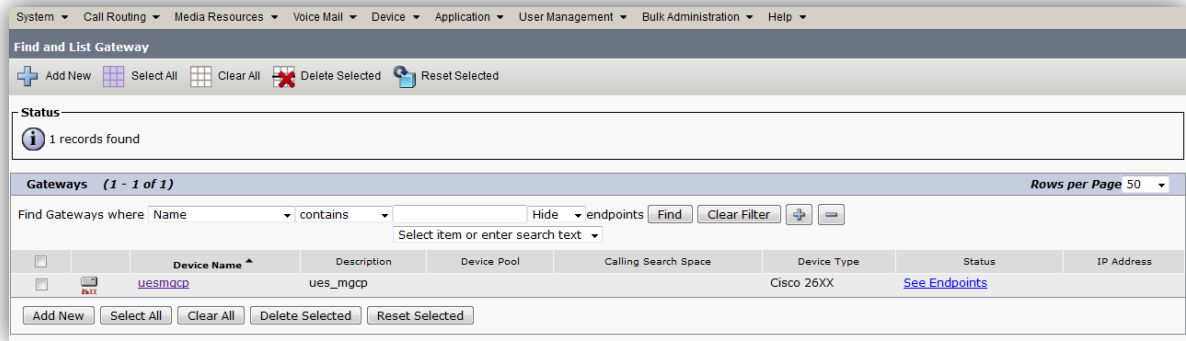 System Call Routing Media Resources Voice Mail Device Application User Management Bulk Administration Help
Find and List Gateway
Add New Select All Clear All Delete Selected Reset Selected
Status
i 1 records found
Gateways (1 - 1 of 1) Rows per Page 50
Find Gateways where Name contains Hide endpoints Find Clear Filter
Select item or enter search text
Device Name Description Device Pool Calling Search Space Device Type Status IP Address
26XX uesmgcp ues_mgcp Cisco 26XX See Endpoints
Add New Select All Clear All Delete Selected Reset Selected